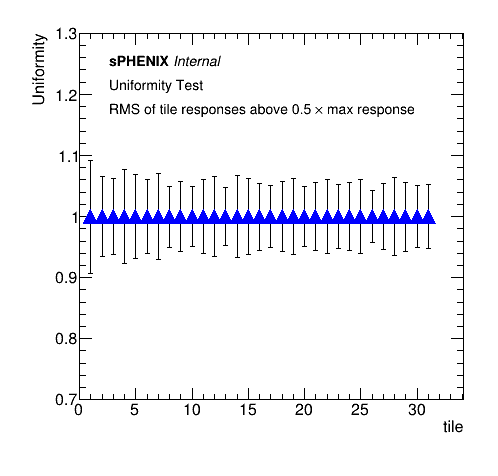 Uniformity
1.3
1.2
1.1
1
0.9
0.8
0.7
sPHENIX Internal
Uniformity Test
RMS of tile responses above 0.5 × max response
0 5 10 15 20 25 30
tile